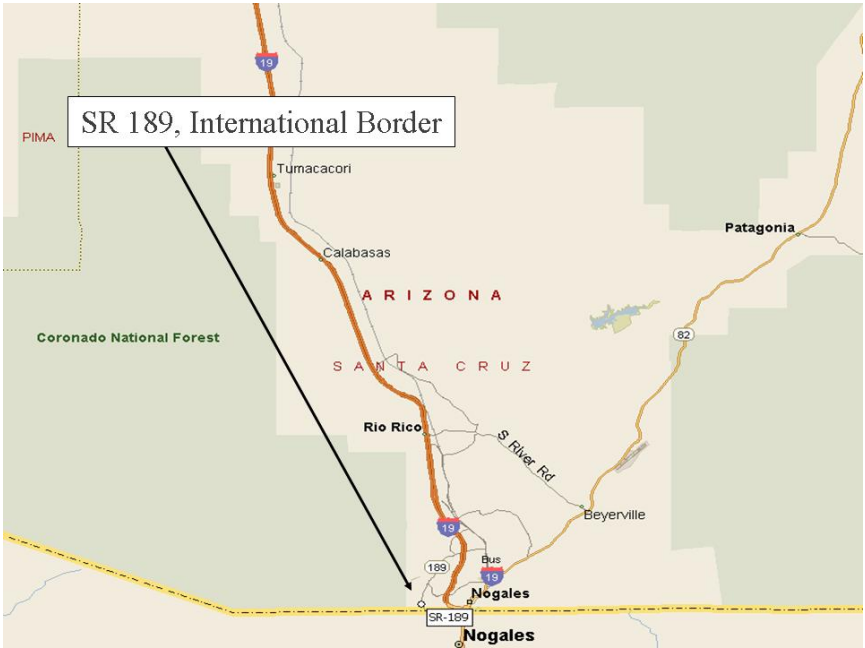 19
SR 189, International Border
PIMA
Tumacacori
Patagonia
Calabasas
ARIZONA
82
Coronado National Forest
SANTA CRUZ
Rio Rico
S River Rd
Beyerville
19
189
Bus
19
Nogales
SR-189
Nogales